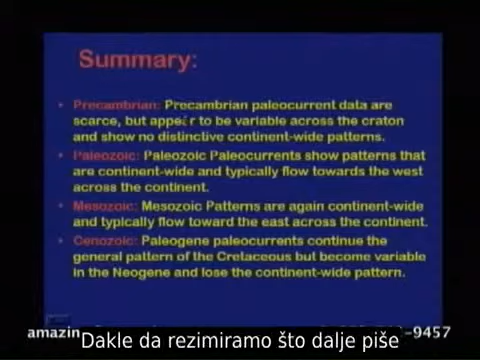 Summary:
• Precambrian: Precambrian paleocurrent data are
scarce, but appear to be variable across the craton
and show no distinctive continent-wide patterns.
• Paleozoic: Paleozoic Paleocurrents show patterns that
are continent-wide and typically flow towards the west
across the continent.
• Mesozoic: Mesozoic Patterns are again continent-wide
and typically flow toward the east across the continent.
• Cenozoic: Paleogene paleocurrents continue the
general pattern of the Cretaceous but become variable
in the Neogene and lose the continent-wide pattern.
amazin
-9457
Dakle da rezimiramo što dalje piše